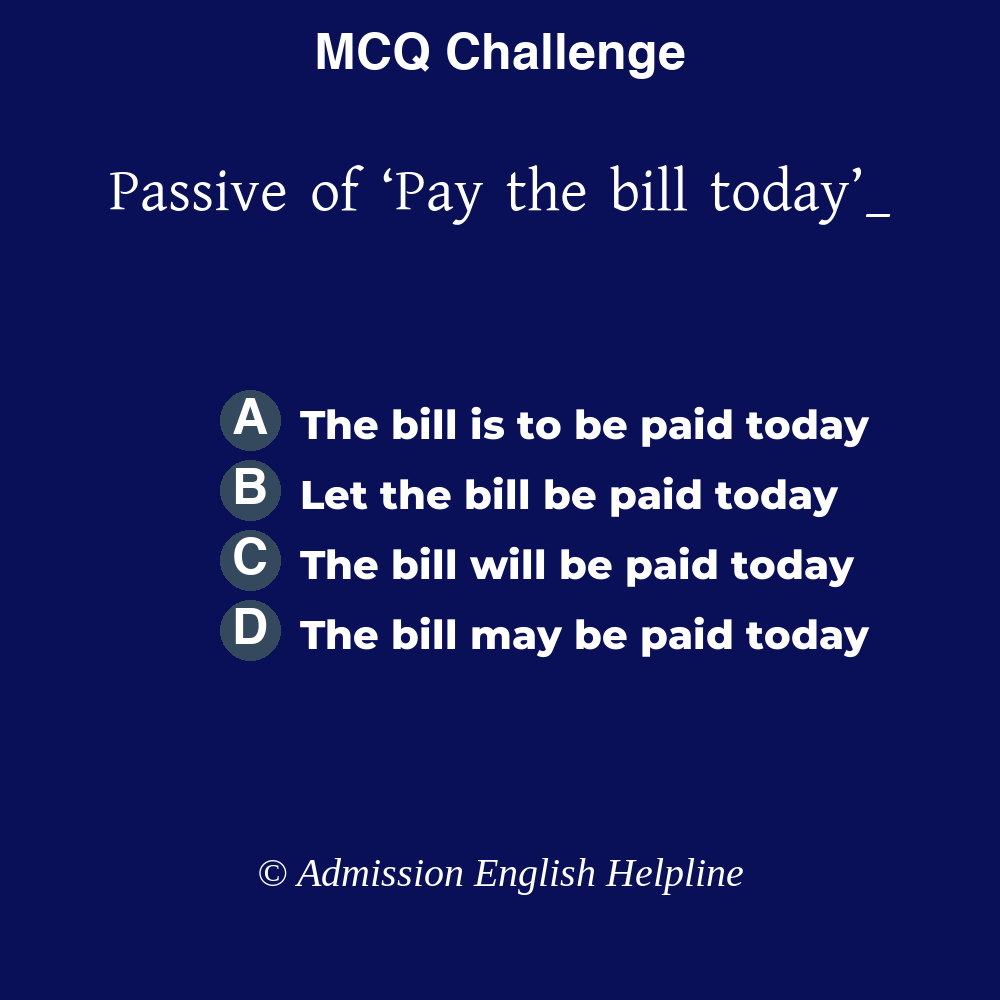 MCQ Challenge
Passive of ‘Pay the bill today’_
A The bill is to be paid today
B Let the bill be paid today
C The bill will be paid today
D The bill may be paid today
© Admission English Helpline